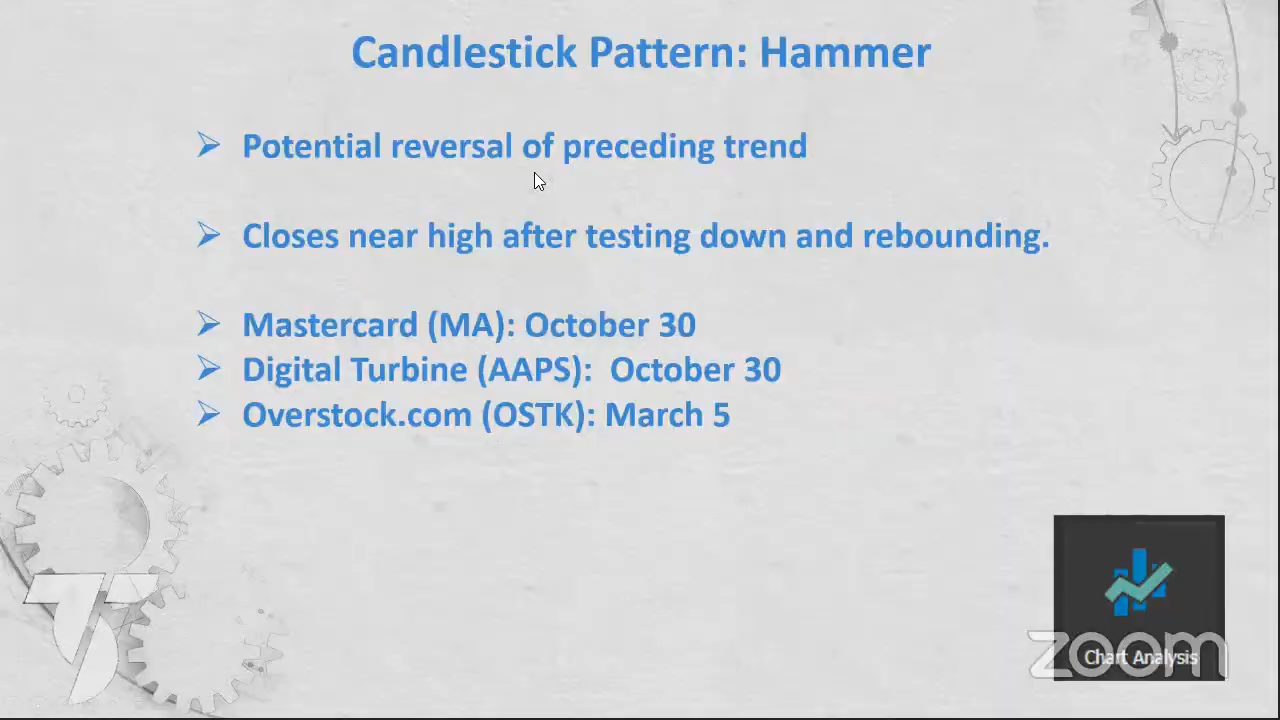 Candlestick Pattern: Hammer
Potential reversal of preceding trend
Closes near high after testing down and rebounding.
Mastercard (MA): October 30
Digital Turbine (AAPS): October 30
Overstock.com (OSTK): March 5
zoom
Chart Analysis